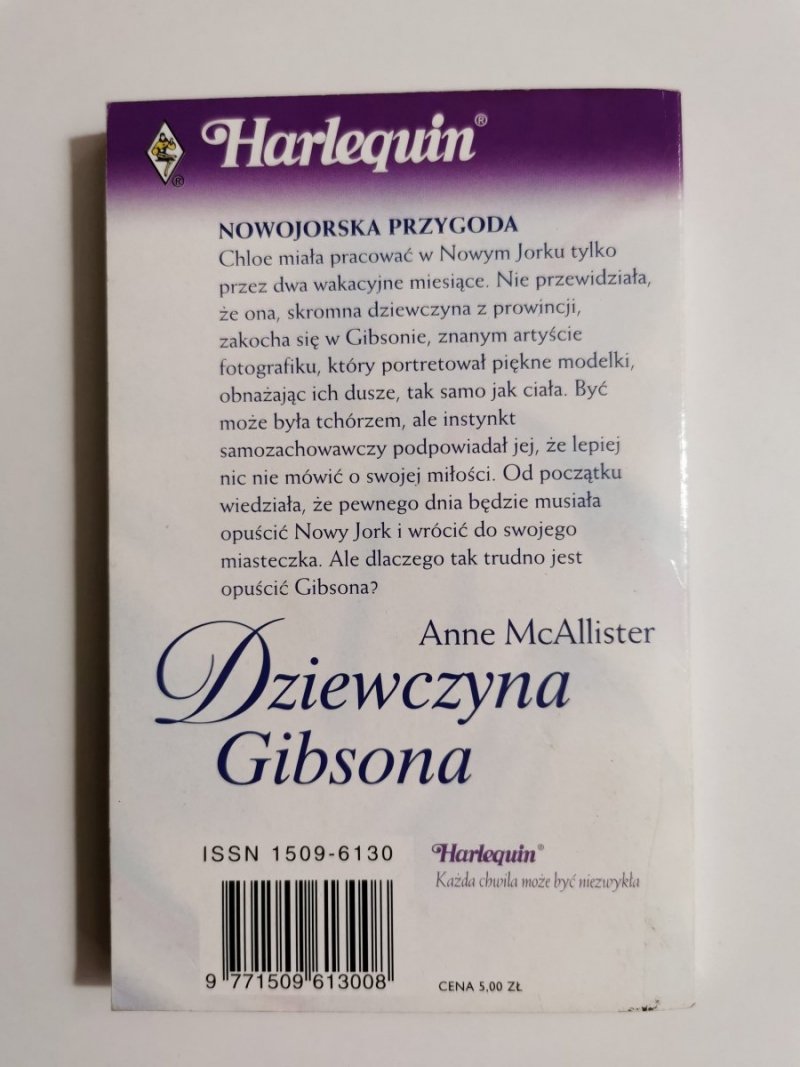 Harlequin®
®
NOWOJORSKA PRZYGODA
Chloe miała pracować w Nowym Jorku tylko
przez dwa wakacyjne miesiące. Nie przewidziała,
że ona, skromna dziewczyna z prowincji,
zakocha się w Gibsonie, znanym artyście
fotografiku, który portretował piękne modelki,
obnażając ich dusze, tak samo jak ciała. Być
może była tchórzem, ale instynkt
samozachowawczy podpowiadał jej, że lepiej
nic nie mówić o swojej miłości. Od początku
wiedziała, że pewnego dnia będzie musiała
opuścić Nowy Jork i wrócić do swojego
miasteczka. Ale dlaczego tak trudno jest
opuścić Gibsona?
Anne McAllister
Dziewczyna
Gibsona
ISSN 1509-6130
Harlequin®
Każda chwila może być niezwykła
9 771509 613008
CENA 5,00 ZŁ